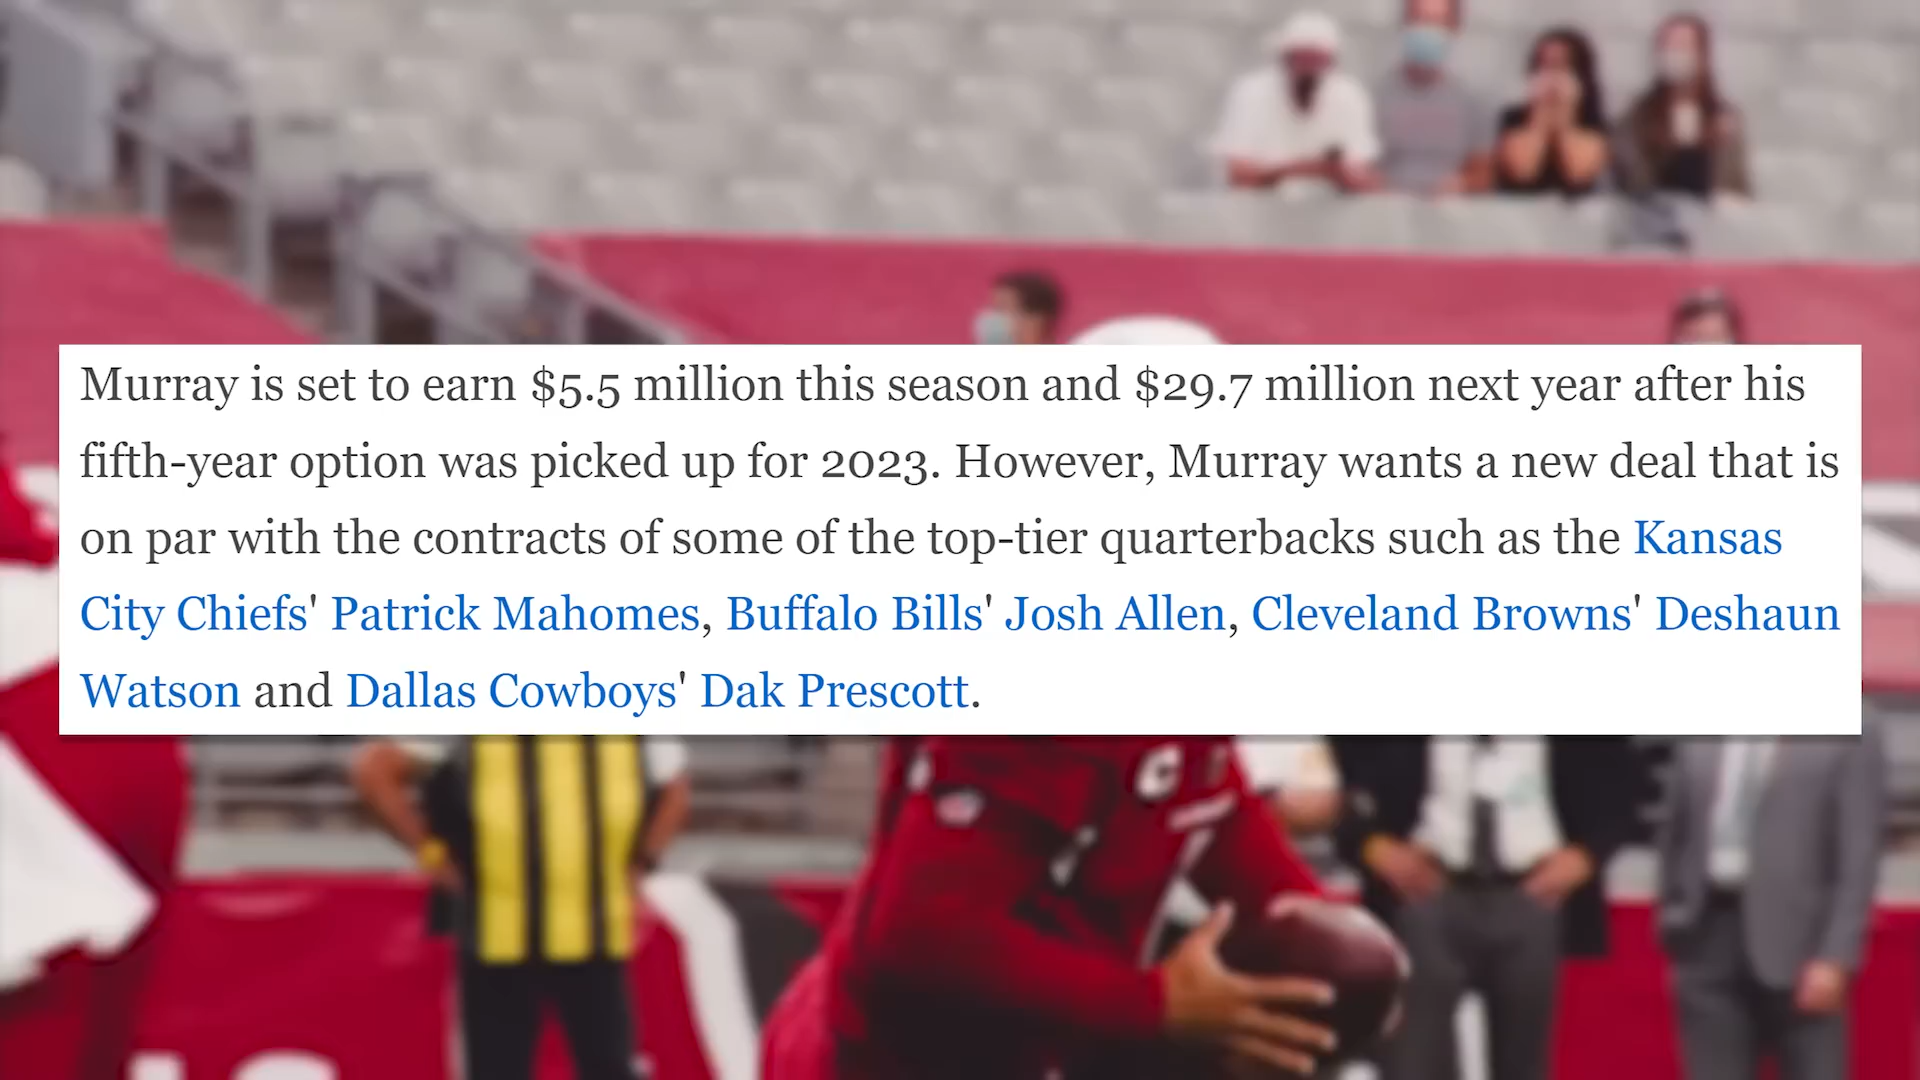 Murray is set to earn $5.5 million this season and $29.7 million next year after his
fifth-year option was picked up for 2023. However, Murray wants a new deal that is
on par with the contracts of some of the top-tier quarterbacks such as the Kansas
City Chiefs' Patrick Mahomes, Buffalo Bills' Josh Allen, Cleveland Browns' Deshaun
Watson and Dallas Cowboys' Dak Prescott.